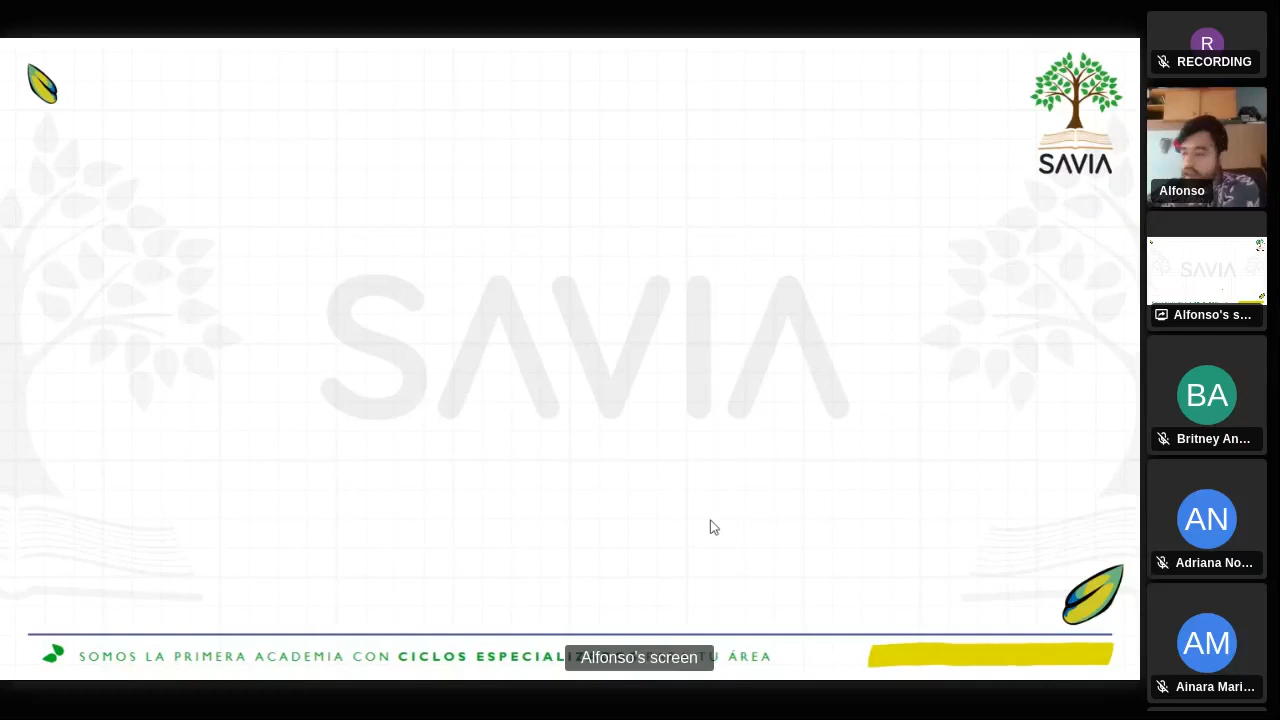 SAVIA
SAVIA
SOMOS LA PRIMERA ACADEMIA CON CICLOS ESPECIALI TU ÁREA
Alfonso's screen
R
RECORDING
Alfonso
SAVIA
Alfonso's s...
BA
Britney An...
AN
Adriana No...
AM
Ainara Mari...